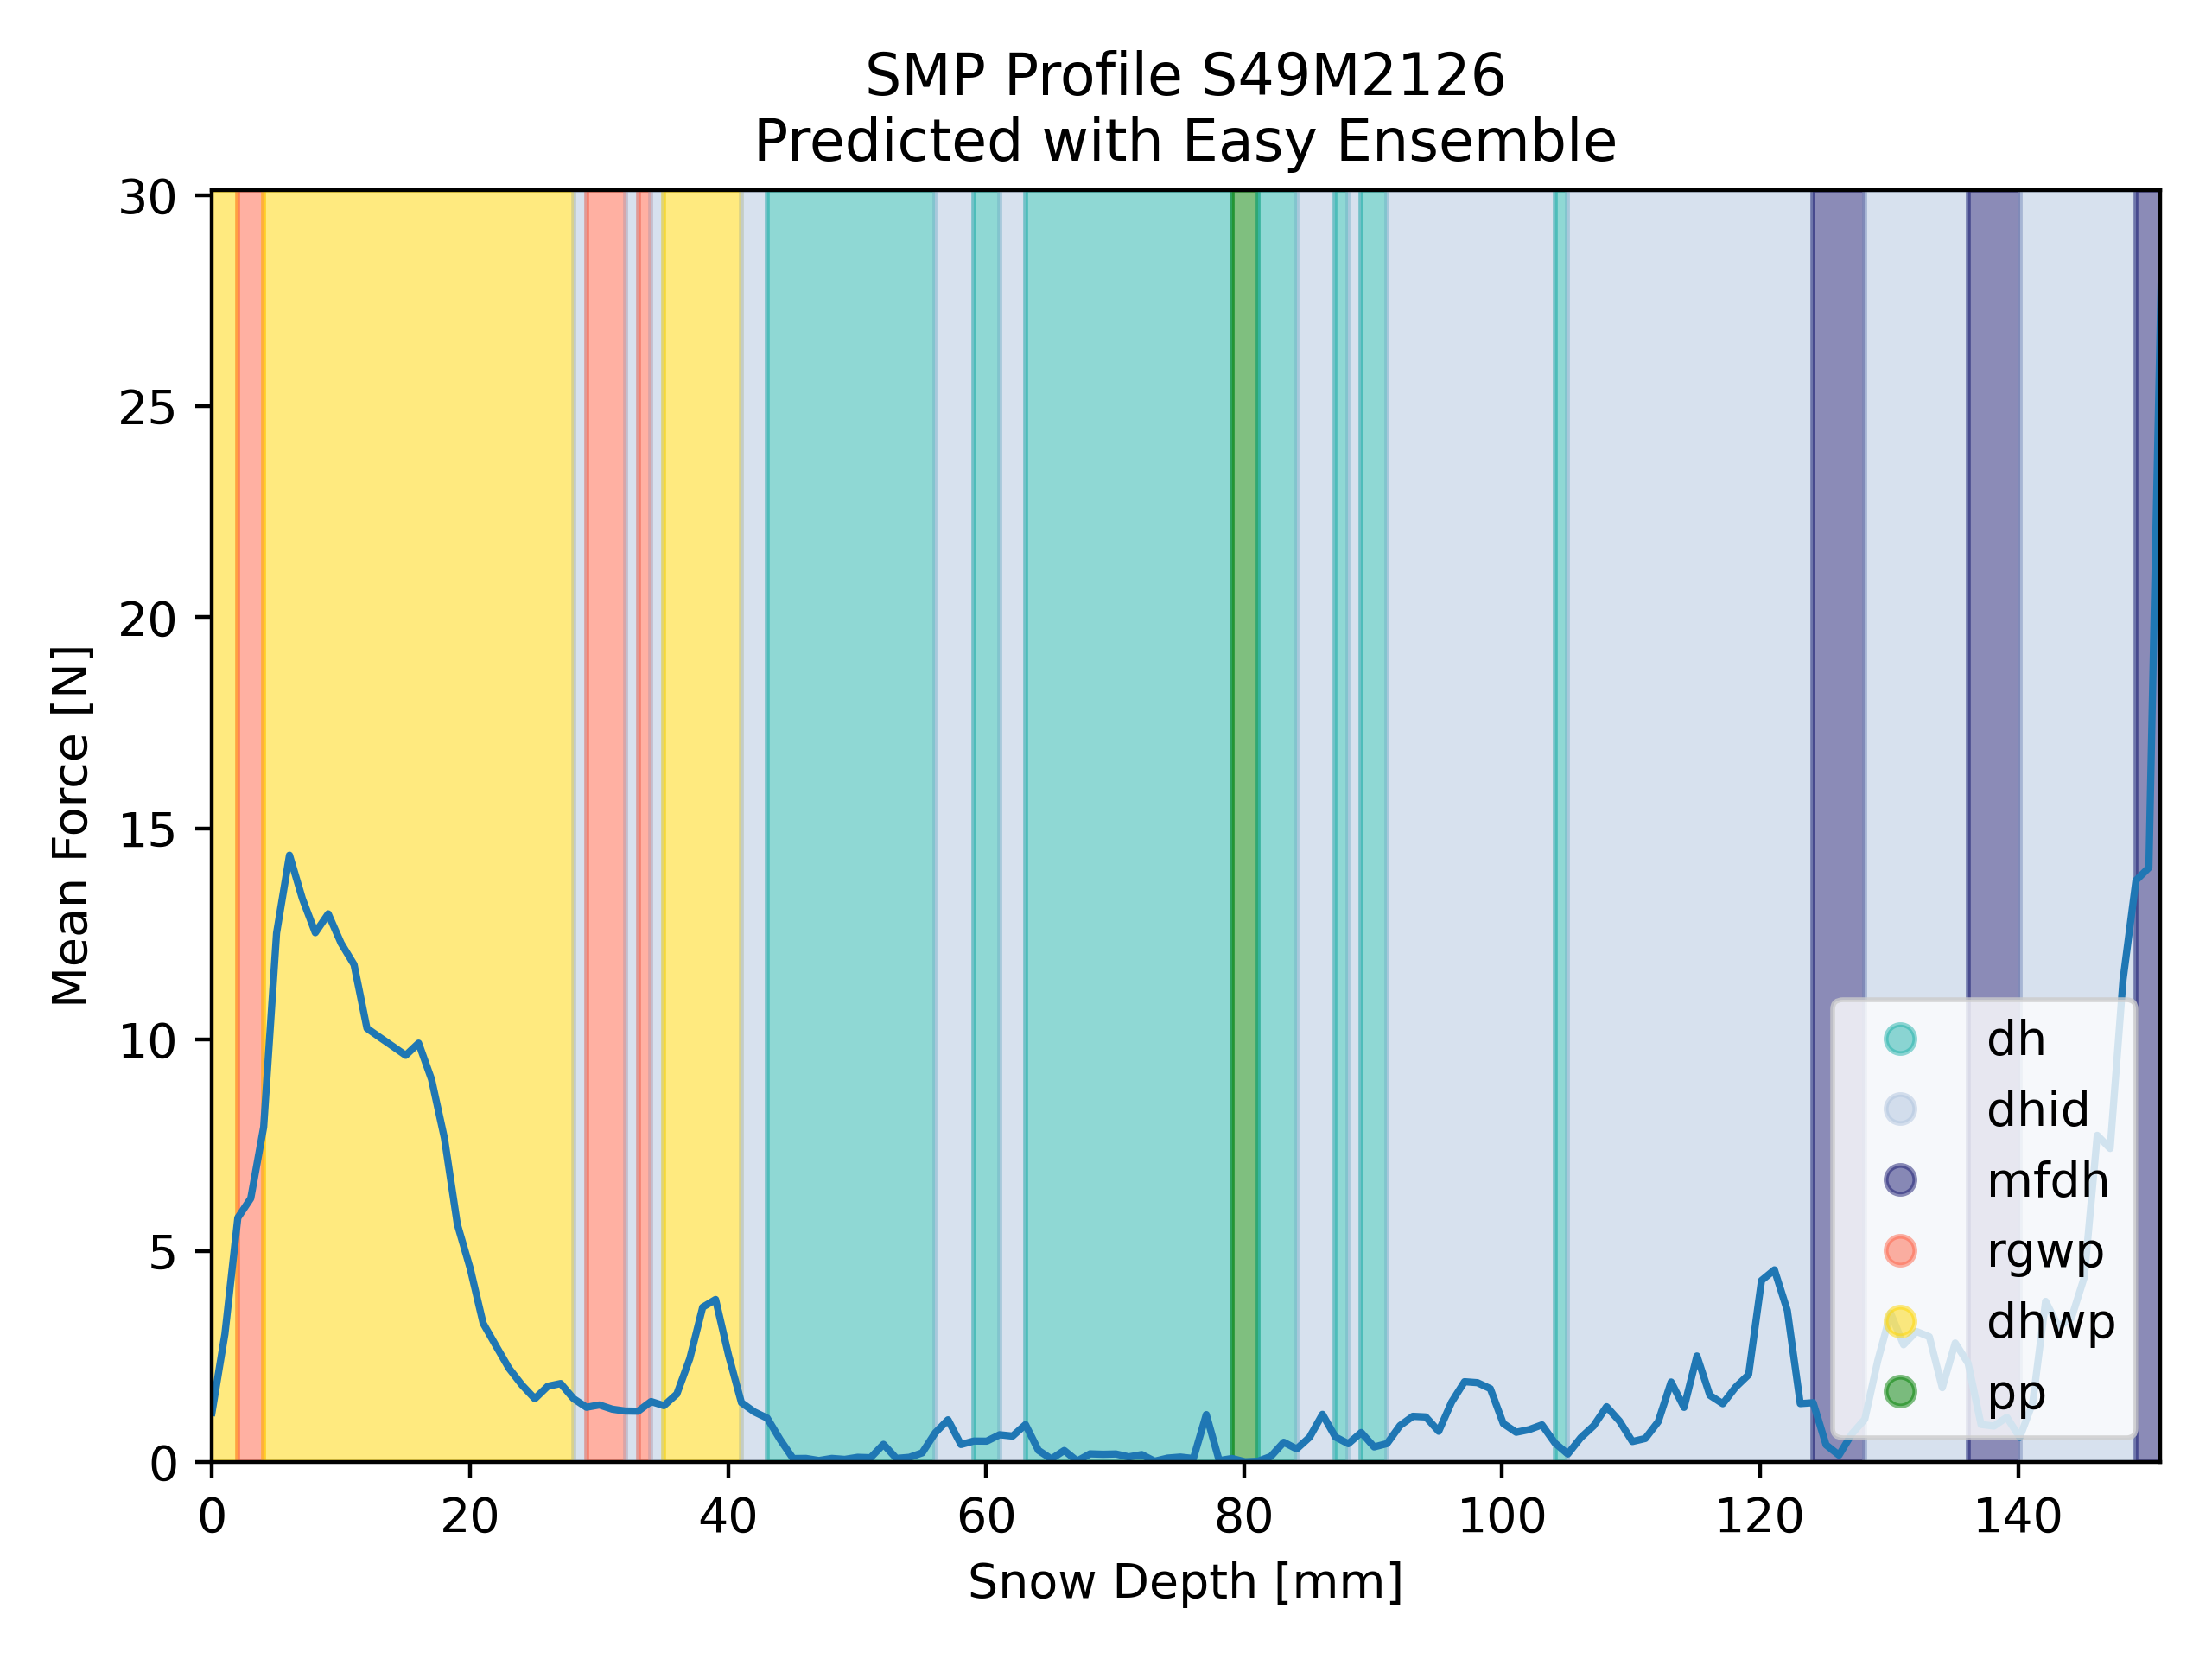 SMP Profile S49M2126
Predicted with Easy Ensemble
30
25
20
15
10
5
0
Mean Force [N]
dh
dhid
mfdh
rgwp
dhwp
pp
0 20 40 60 80 100 120 140
Snow Depth [mm]